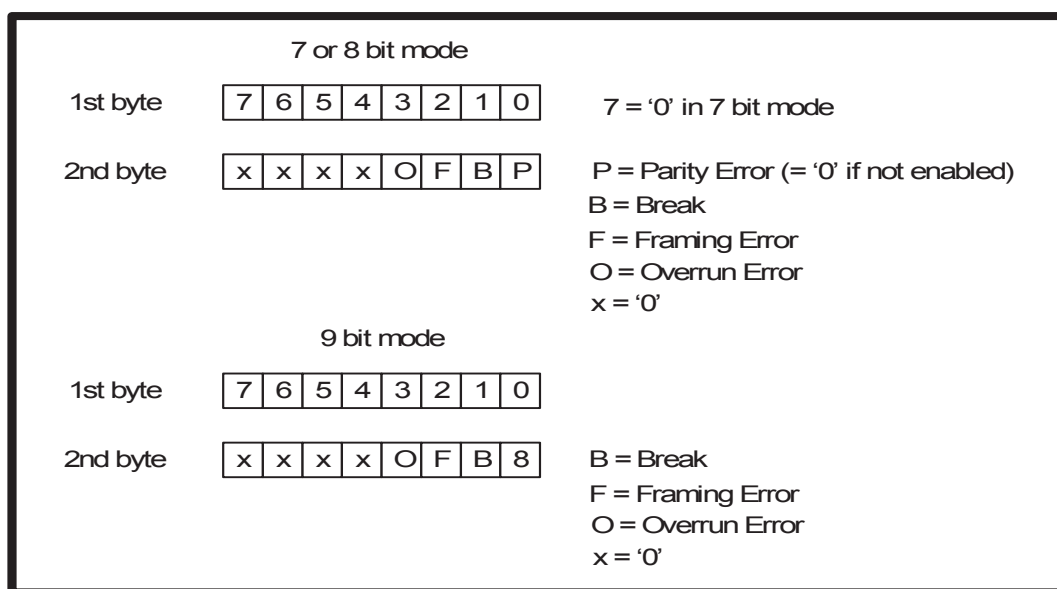 7 or 8 bit mode
1st byte 7 6 5 4 3 2 1 0 7 = ‘0’ in 7 bit mode
2nd byte x x x x O F B P P = Parity Error (= ‘0’ if not enabled)
B = Break
F = Framing Error
O = Overrun Error
x = ‘0’
9 bit mode
1st byte 7 6 5 4 3 2 1 0
2nd byte x x x x O F B 8 B = Break
F = Framing Error
O = Overrun Error
x = ‘0’